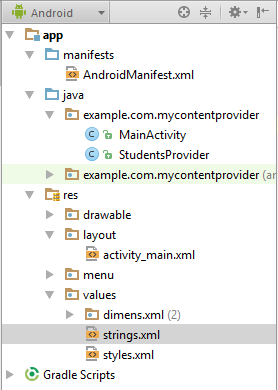 Android
app
manifests
AndroidManifest.xml
java
example.com.mycontentprovider
MainActivity
StudentsProvider
example.com.mycontentprovider (ar
res
drawable
layout
activity_main.xml
menu
values
dimens.xml (2)
strings.xml
styles.xml
Gradle Scripts